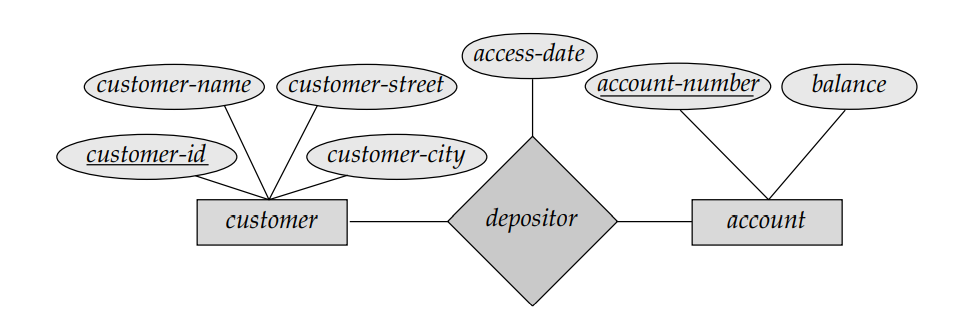 access-date
customer-name
customer-street
account-number
balance
customer-id
customer-city
customer
depositor
account